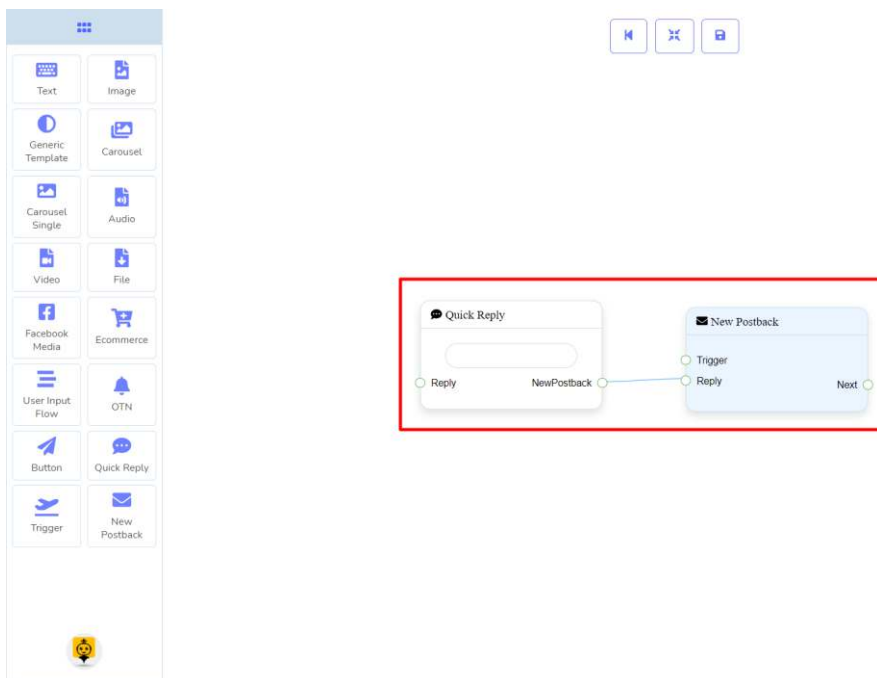 Text
Image
Generic
Template
Carousel
Carousel
Single
Audio
Video
File
Facebook
Media
Ecommerce
User Input
Flow
OTN
Button
Quick Reply
Trigger
New
Postback
Quick Reply
Reply
NewPostback
New Postback
Trigger
Reply
Next